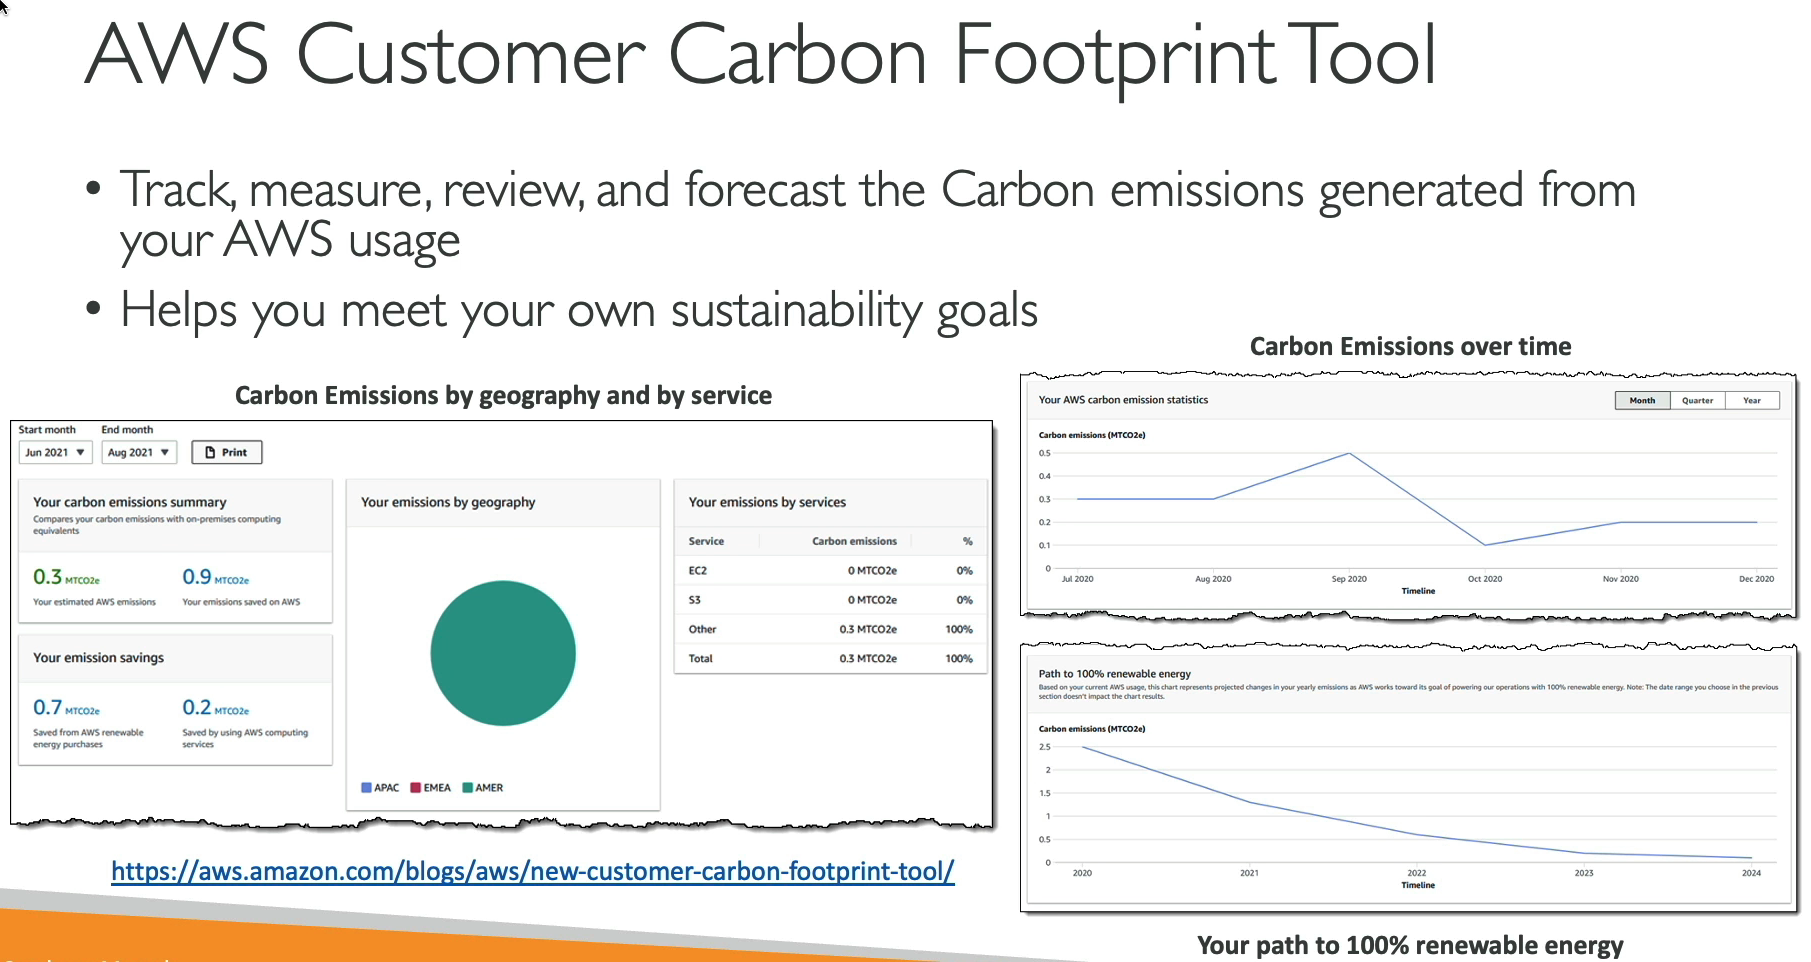 AWS Customer Carbon Footprint Tool
• Track, measure, review, and forecast the Carbon emissions generated from
your AWS usage
• Helps you meet your own sustainability goals
Carbon Emissions by geography and by service
Start month End month
Jun 2021 ▼ Aug 2021 ▼ Print
Your carbon emissions summary
Compares your carbon emissions with on-premises computing
equivalents
0.3 MTCO2e 0.9 MTCO2e
Your estimated AWS emissions Your emissions saved on AWS
Your emission savings
0.7 MTCO2e 0.2 MTCO2e
Saved from AWS renewable Saved by using AWS computing
energy purchases services
Your emissions by geography
APAC EMEA AMER
Your emissions by services
Service Carbon emissions %
EC2 0 MTCO2e 0%
S3 0 MTCO2e 0%
Other 0.3 MTCO2e 100%
Total 0.3 MTCO2e 100%
https://aws.amazon.com/blogs/aws/new-customer-carbon-footprint-tool/
Carbon Emissions over time
Your AWS carbon emission statistics Month Quarter Year
Carbon emissions (MTCO2e)
0.5
0.4
0.3
0.2
0.1
0
Jul 2020 Aug 2020 Sep 2020 Oct 2020 Nov 2020 Dec 2020
Timeline
Path to 100% renewable energy
Based on your current AWS usage, this chart represents projected changes in your yearly emissions as AWS works toward its goal of powering our operations with 100% renewable energy. Note: The date range you choose in the previous
section doesn't impact the chart results.
Carbon emissions (MTCO2e)
2.5
2
1.5
1
0.5
0
2020 2021 2022 2023 2024
Timeline
Your path to 100% renewable energy